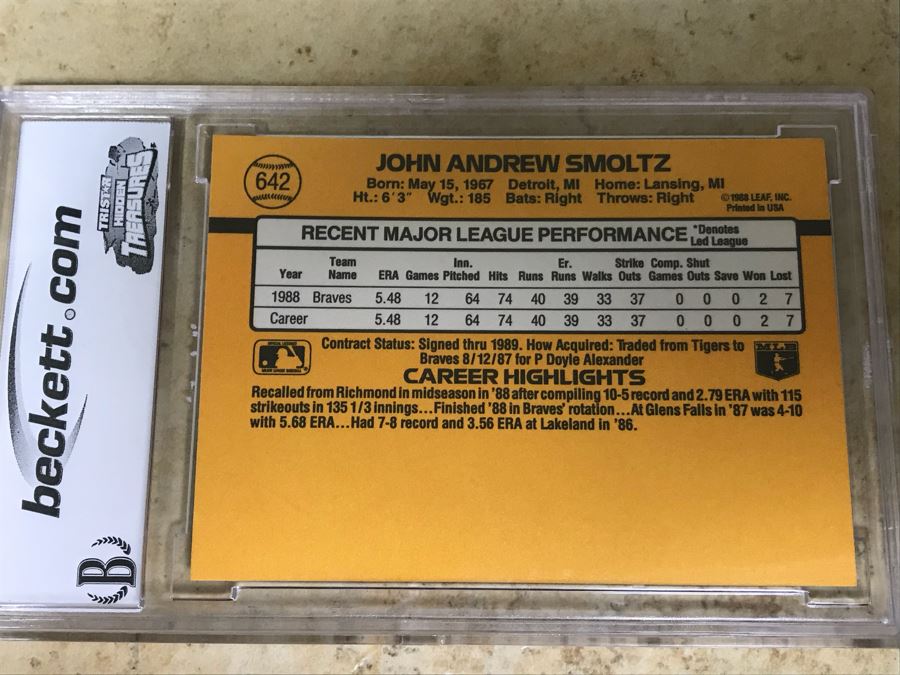 beckett.com
TRISTAR
HIDDEN
TREASURES
B
642
JOHN ANDREW SMOLTZ
Born: May 15, 1967 Detroit, MI Home: Lansing, MI
Ht.: 6'3" Wgt.: 185 Bats: Right Throws: Right
©1988 LEAF, INC.
Printed in USA
RECENT MAJOR LEAGUE PERFORMANCE *Denotes
Led League
Year Team Name ERA Games Inn. Pitched Hits Runs Er. Runs Walks Strike Outs Comp. Games Shut Outs Save Won Lost
1988 Braves 5.48 12 64 74 40 39 33 37 0 0 0 2 7
Career 5.48 12 64 74 40 39 33 37 0 0 0 2 7
Contract Status: Signed thru 1989. How Acquired: Traded from Tigers to
Braves 8/12/87 for P Doyle Alexander
MLB
CAREER HIGHLIGHTS
Recalled from Richmond in midseason in '88 after compiling 10-5 record and 2.79 ERA with 115
strikeouts in 135 1/3 innings...Finished '88 in Braves' rotation...At Glens Falls in '87 was 4-10
with 5.68 ERA...Had 7-8 record and 3.56 ERA at Lakeland in '86.